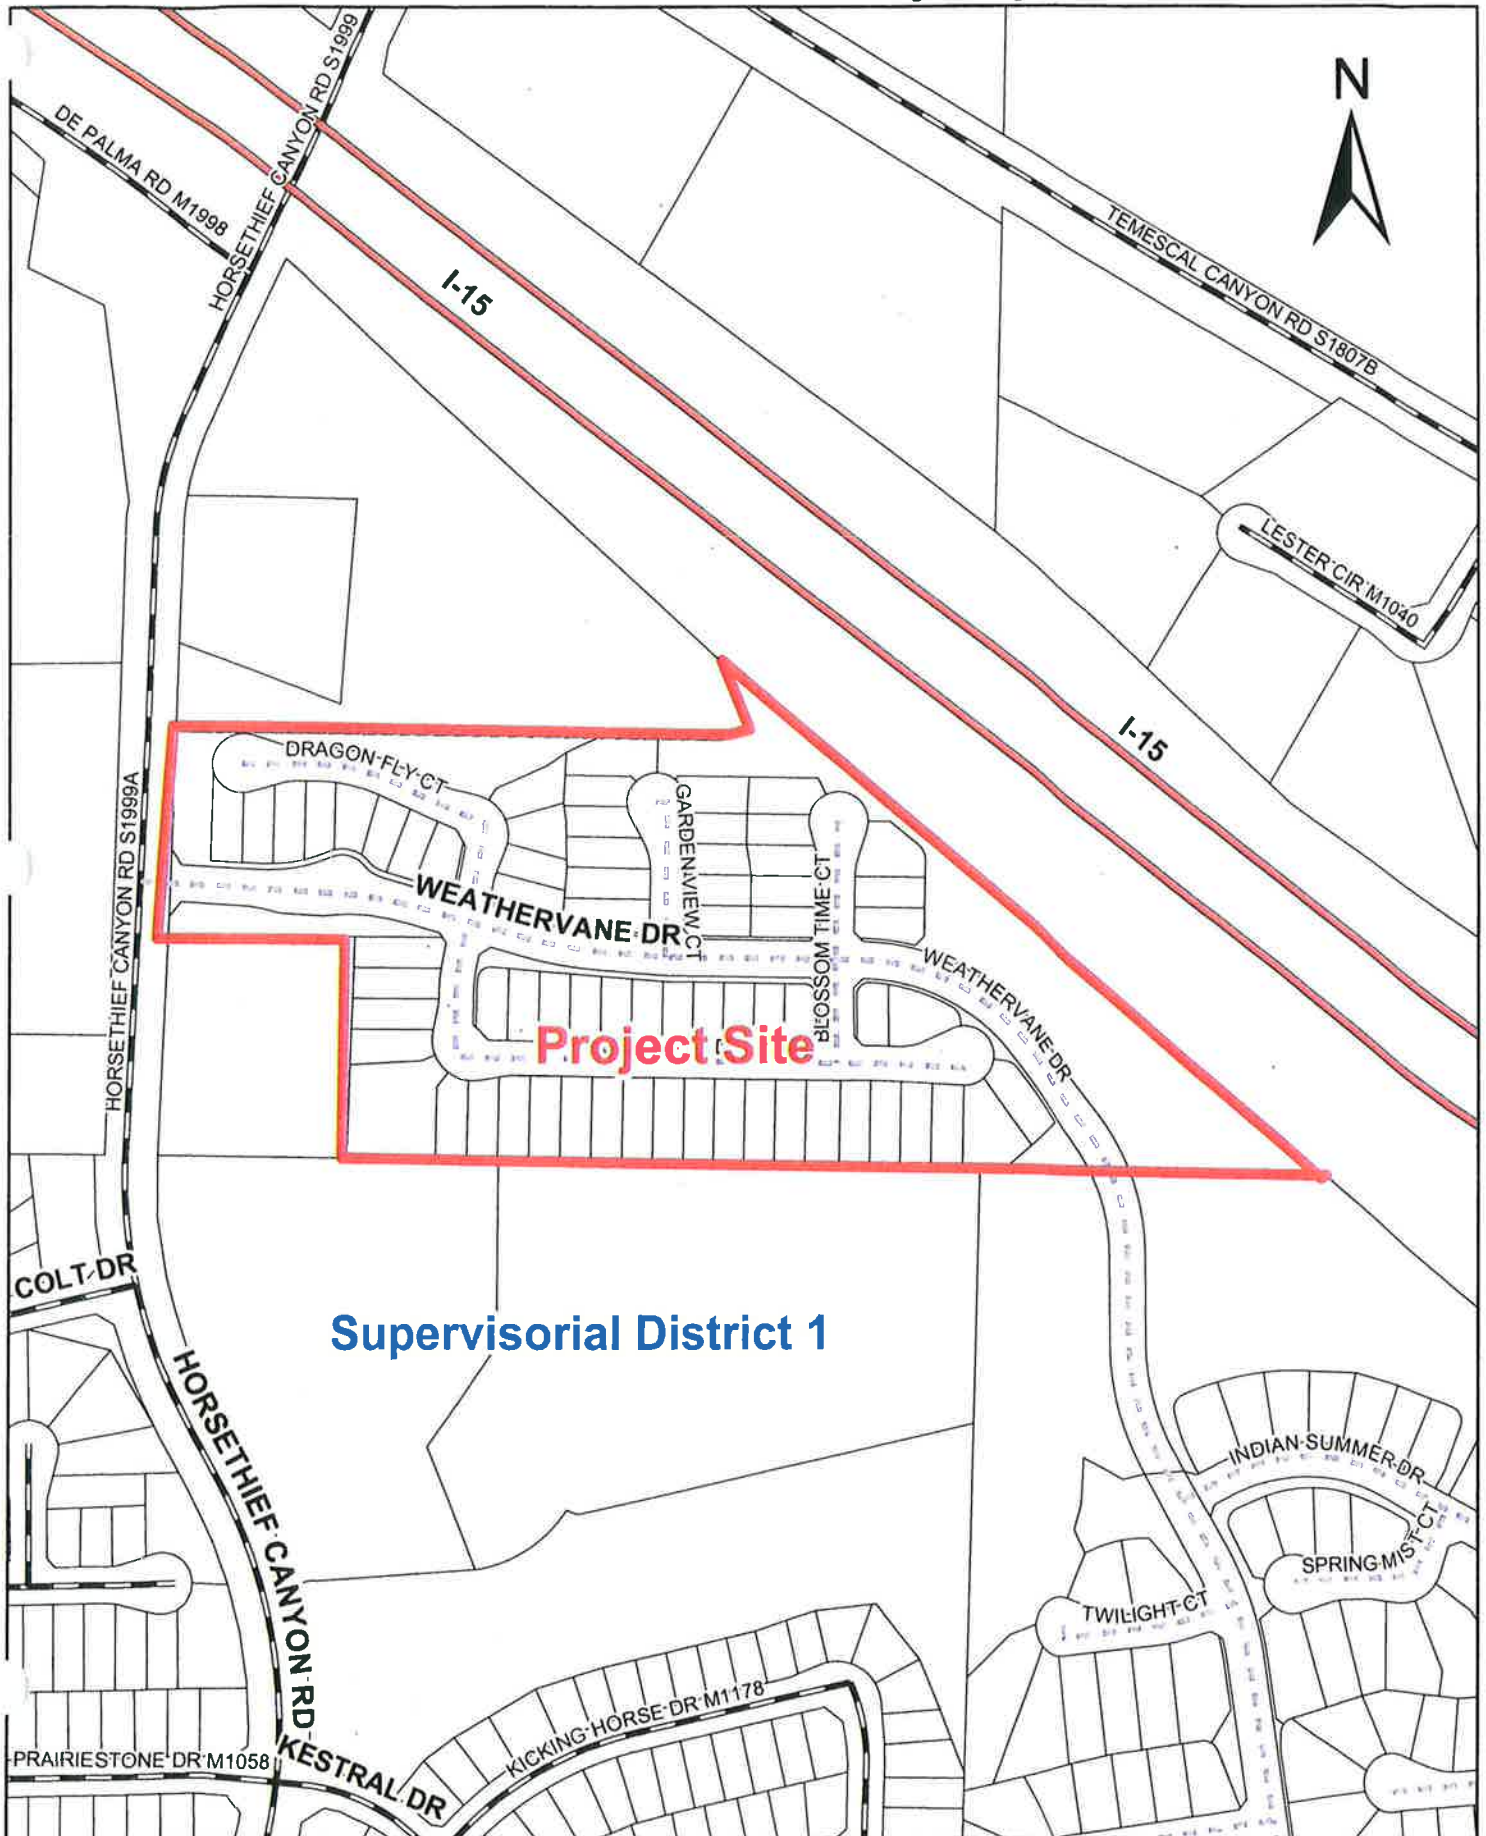 N
HORSETHIEF CANYON RD S1999
DE PALMA RD M1998
TEMESCAL CANYON RD S1807B
I-15
LESTER CIR M1040
I-15
DRAGON FLY CT
GARDEN VIEW CT
HORSETHIEF CANYON RD S1999A
BLOSSOM TIME CT
WEATHERVANE DR
WEATHERVANE DR
Project Site
COLT DR
Supervisorial District 1
HORSETHIEF CANYON RD
INDIAN SUMMER DR
SPRING MIST CT
TWILIGHT CT
KICKING HORSE DR M1178
PRAIRIESTONE DR M1058
KESTRAL DR